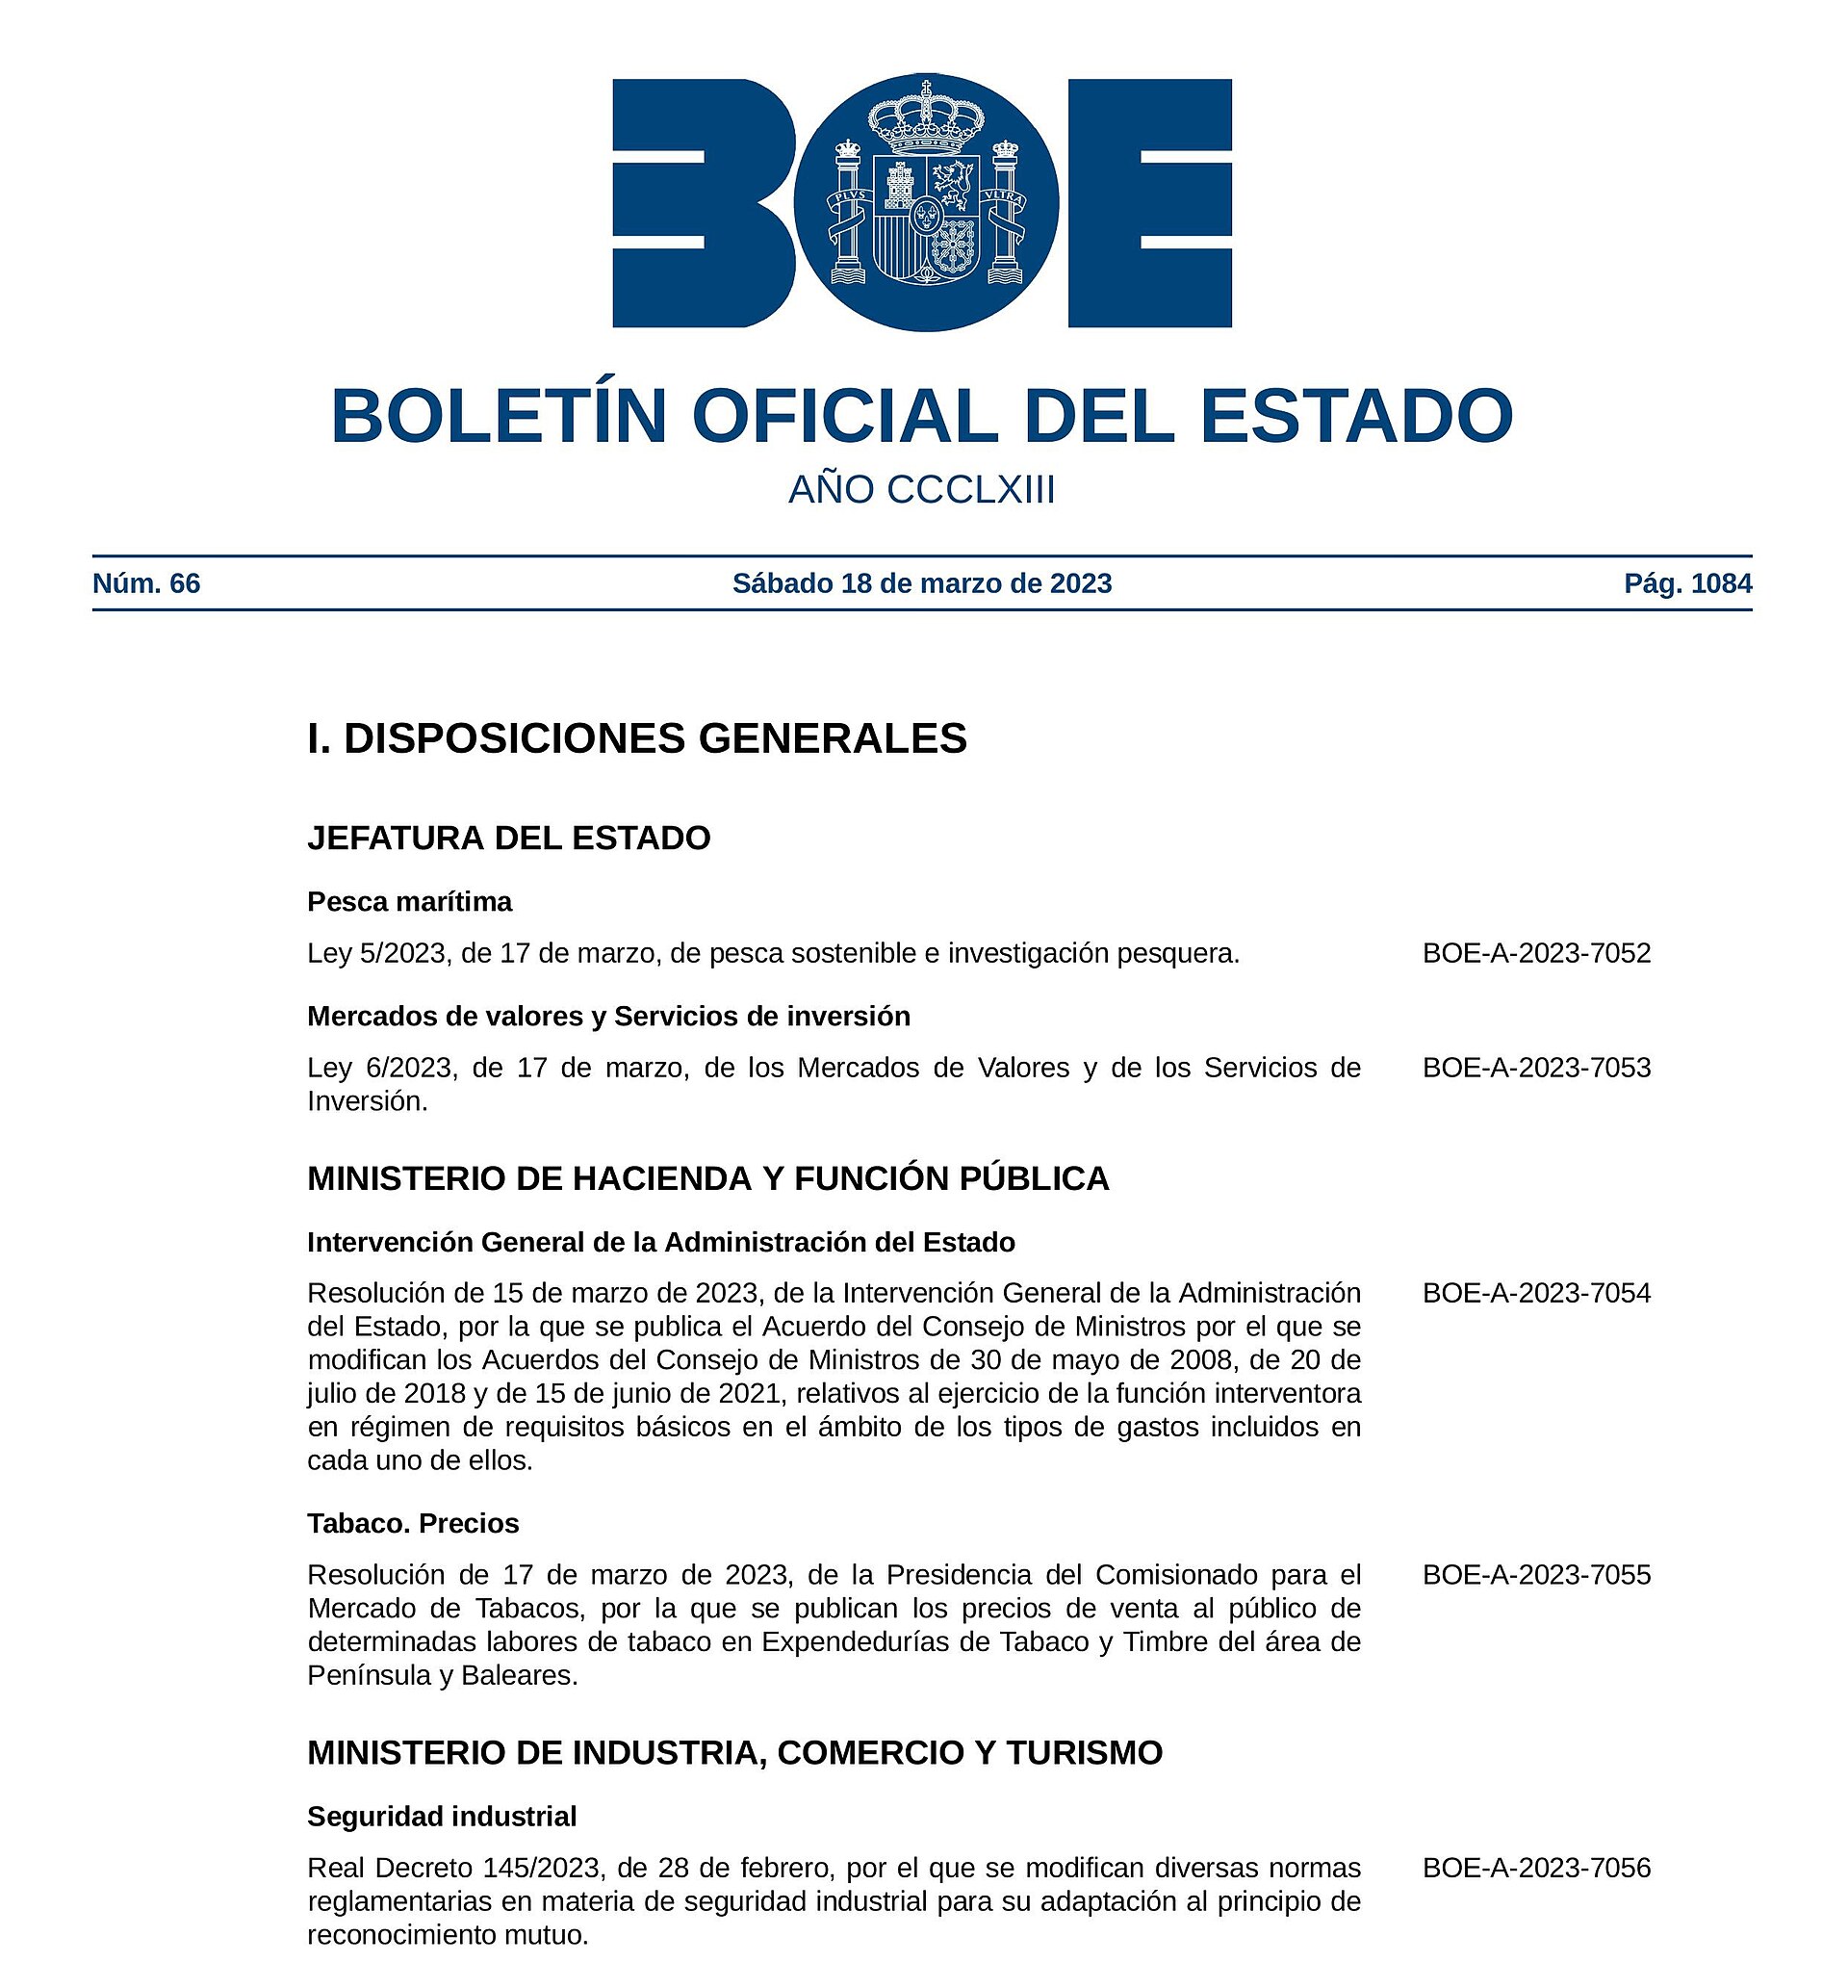 BOE
PLVS VLTRA
BOLETÍN OFICIAL DEL ESTADO
AÑO CCCLXIII
Núm. 66 Sábado 18 de marzo de 2023 Pág. 1084
I. DISPOSICIONES GENERALES
JEFATURA DEL ESTADO
Pesca marítima
Ley 5/2023, de 17 de marzo, de pesca sostenible e investigación pesquera. BOE-A-2023-7052
Mercados de valores y Servicios de inversión
Ley 6/2023, de 17 de marzo, de los Mercados de Valores y de los Servicios de BOE-A-2023-7053
Inversión.
MINISTERIO DE HACIENDA Y FUNCIÓN PÚBLICA
Intervención General de la Administración del Estado
Resolución de 15 de marzo de 2023, de la Intervención General de la Administración BOE-A-2023-7054
del Estado, por la que se publica el Acuerdo del Consejo de Ministros por el que se
modifican los Acuerdos del Consejo de Ministros de 30 de mayo de 2008, de 20 de
julio de 2018 y de 15 de junio de 2021, relativos al ejercicio de la función interventora
en régimen de requisitos básicos en el ámbito de los tipos de gastos incluidos en
cada uno de ellos.
Tabaco. Precios
Resolución de 17 de marzo de 2023, de la Presidencia del Comisionado para el BOE-A-2023-7055
Mercado de Tabacos, por la que se publican los precios de venta al público de
determinadas labores de tabaco en Expendedurías de Tabaco y Timbre del área de
Península y Baleares.
MINISTERIO DE INDUSTRIA, COMERCIO Y TURISMO
Seguridad industrial
Real Decreto 145/2023, de 28 de febrero, por el que se modifican diversas normas BOE-A-2023-7056
reglamentarias en materia de seguridad industrial para su adaptación al principio de
reconocimiento mutuo.